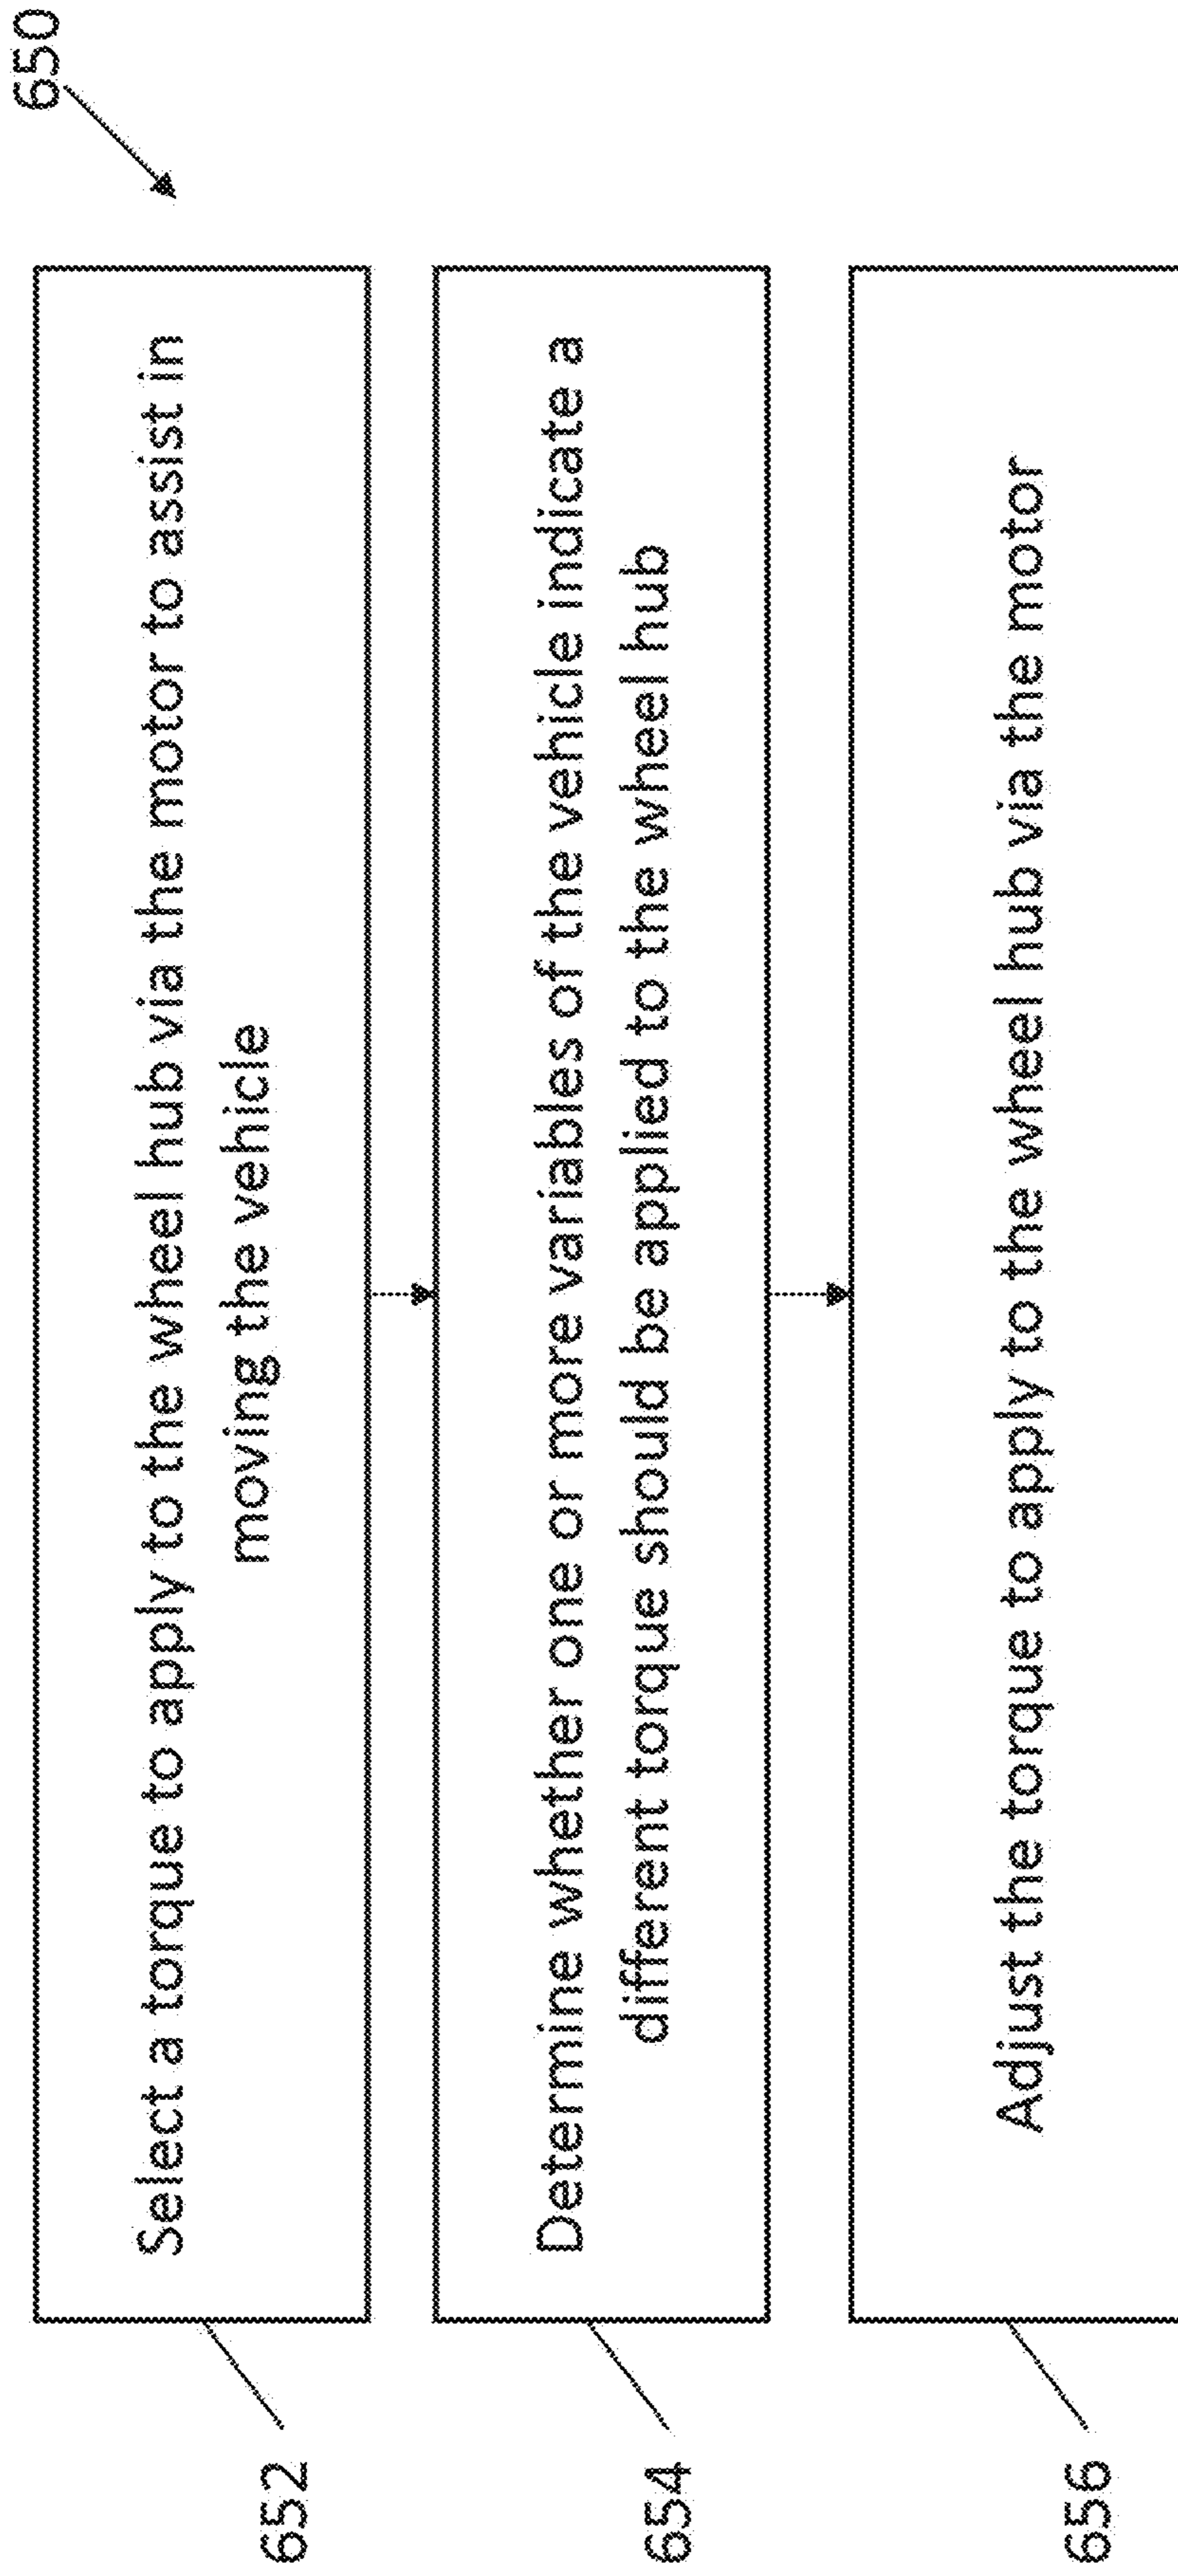 650
652
Select a torque to apply to the wheel hub via the motor to assist in
moving the vehicle
654
Determine whether one or more variables of the vehicle indicate a
different torque should be applied to the wheel hub
656
Adjust the torque to apply to the wheel hub via the motor